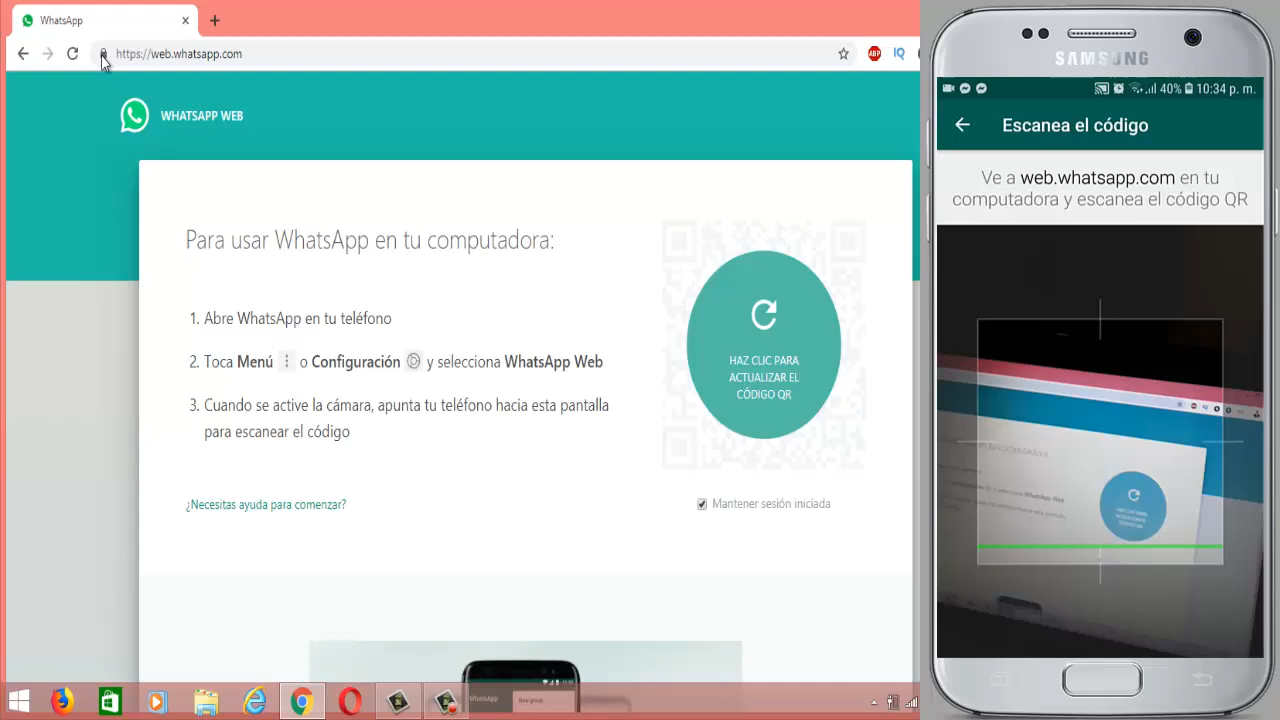 WhatsApp
https://web.whatsapp.com
ABP
IQ
WHATSAPP WEB
Para usar WhatsApp en tu computadora:
1. Abre WhatsApp en tu teléfono
2. Toca Menú o Configuración y selecciona WhatsApp Web
3. Cuando se active la cámara, apunta tu teléfono hacia esta pantalla
para escanear el código
¿Necesitas ayuda para comenzar?
HAZ CLIC PARA
ACTUALIZAR EL
CÓDIGO QR
Mantener sesión iniciada
WhatsApp
SAMSUNG
40% 10:34 p. m.
Escanea el código
Ve a web.whatsapp.com en tu
computadora y escanea el código QR